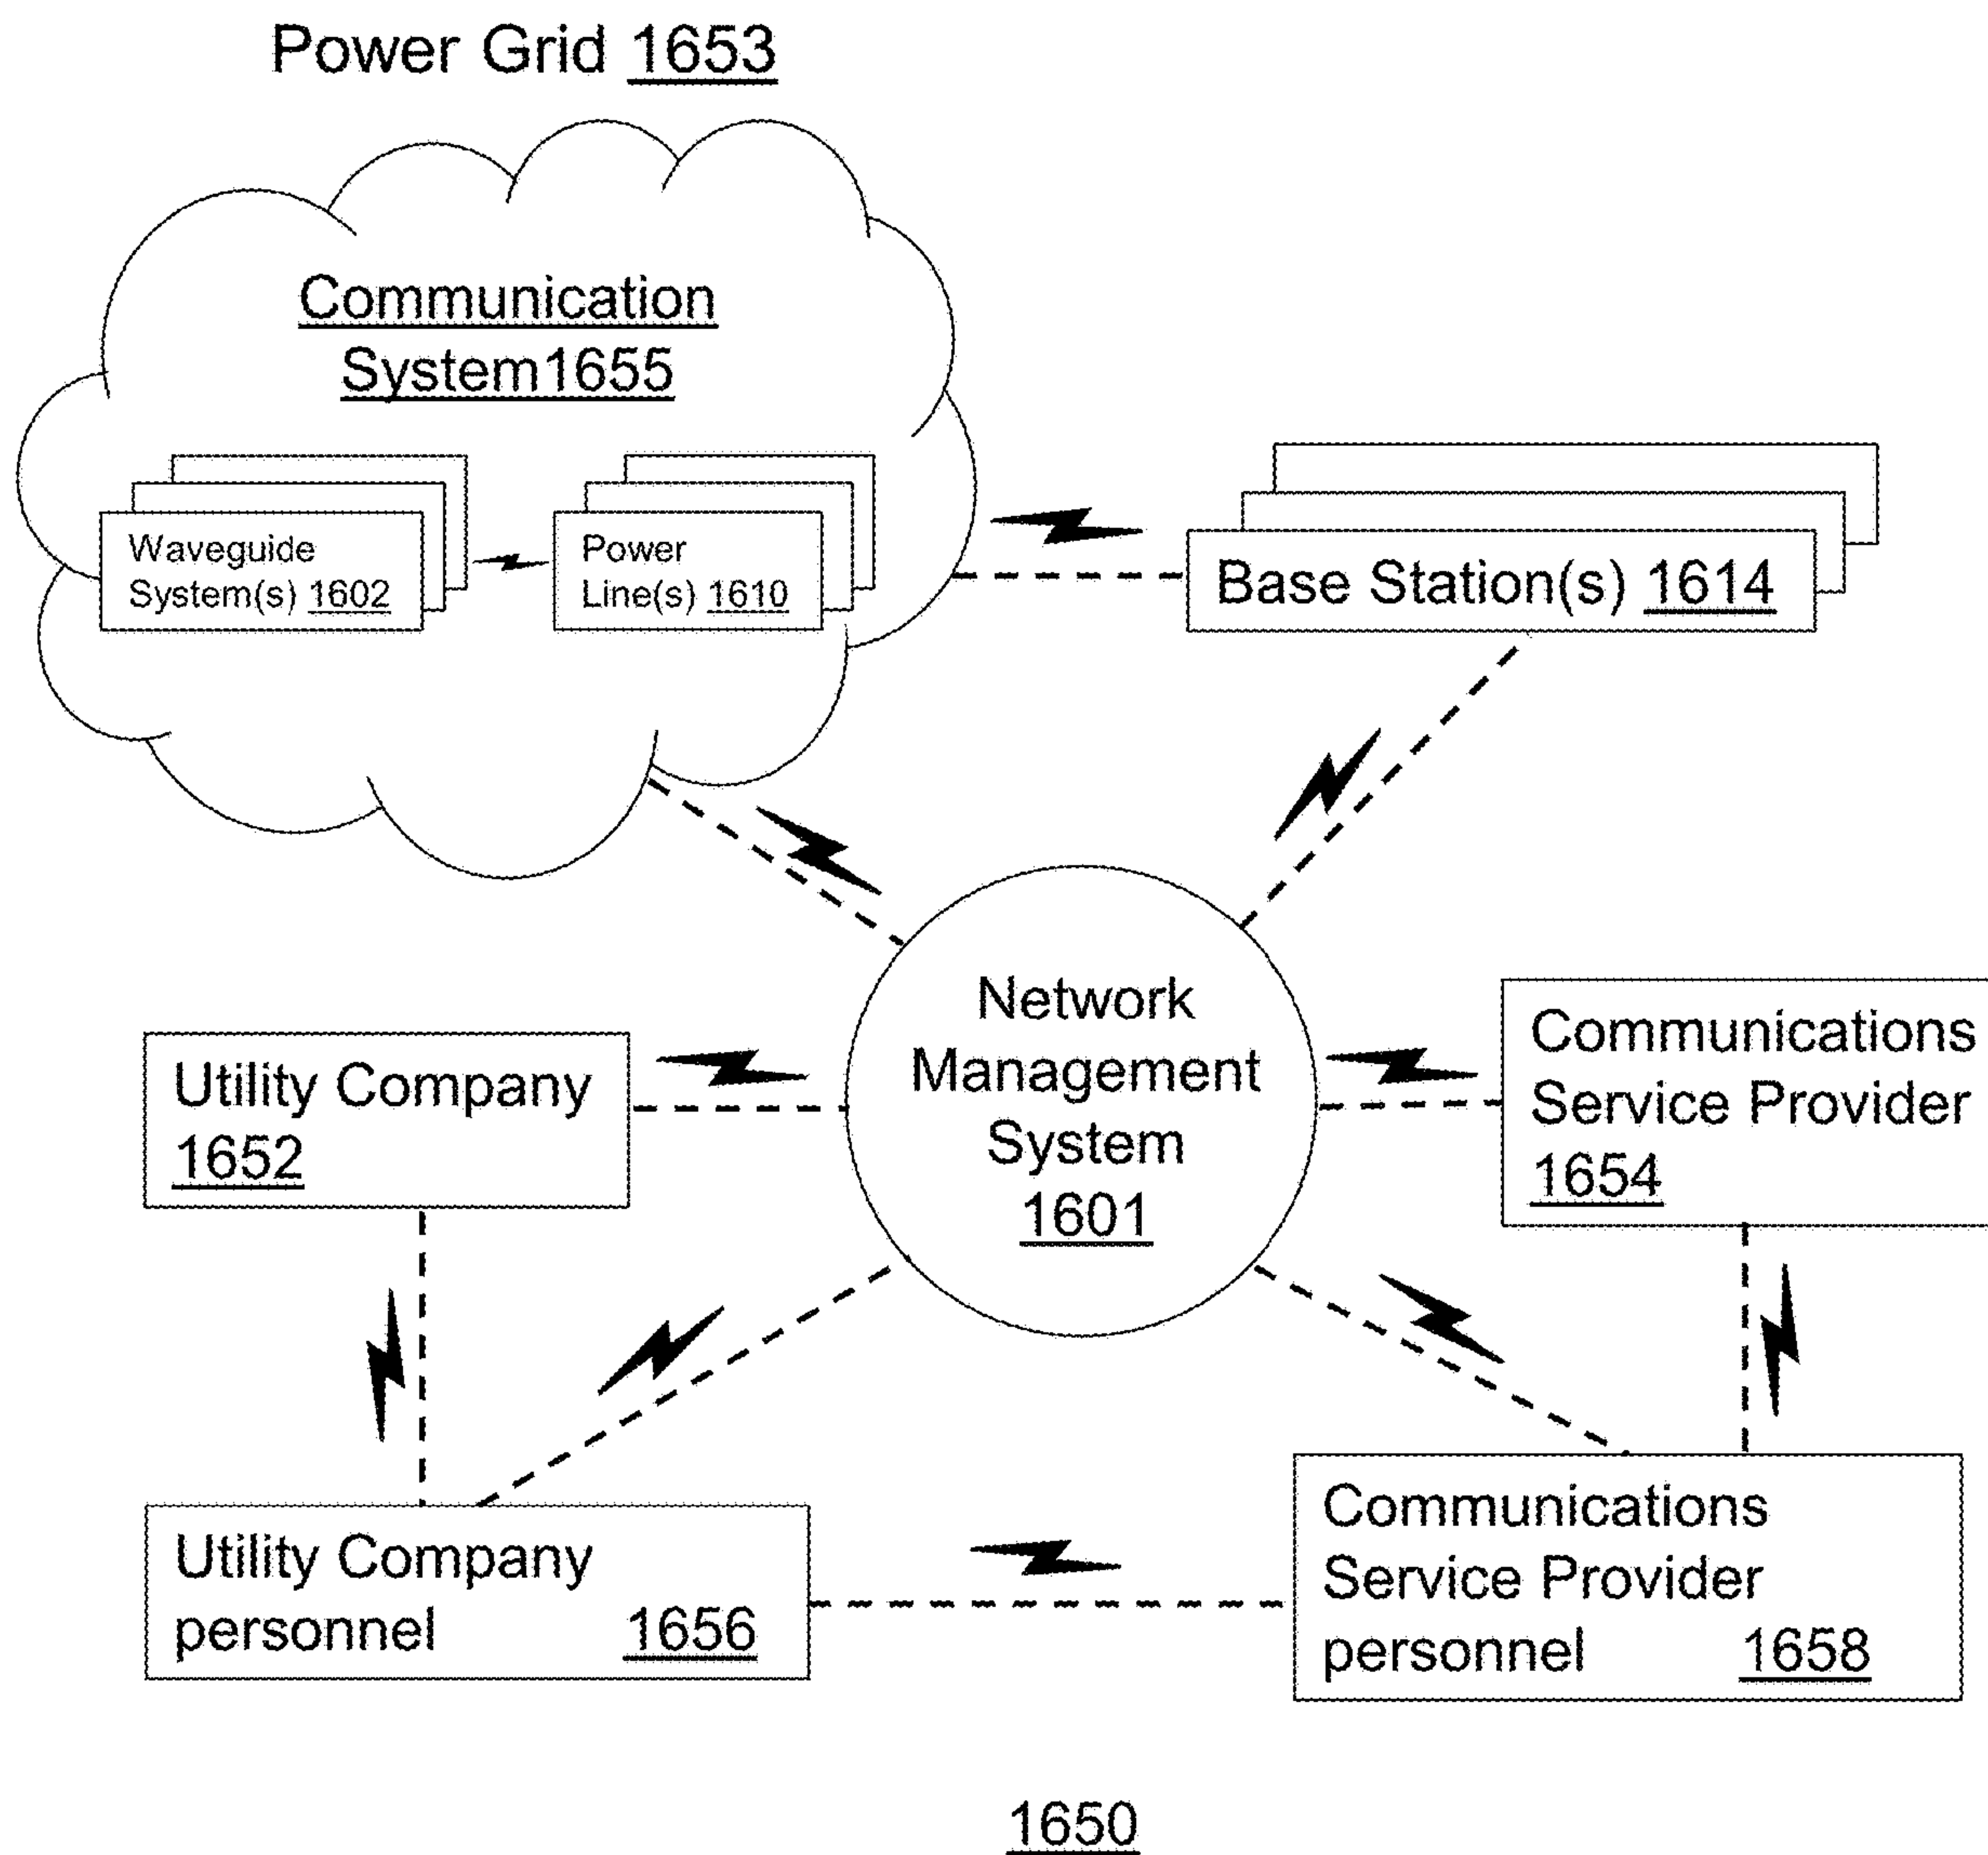 Power Grid 1653
Communication
System1655
Waveguide
System(s) 1602
Power
Line(s) 1610
Base Station(s) 1614
Network
Management
System
1601
Utility Company
1652
Communications
Service Provider
1654
Utility Company
personnel 1656
Communications
Service Provider
personnel 1658
1650